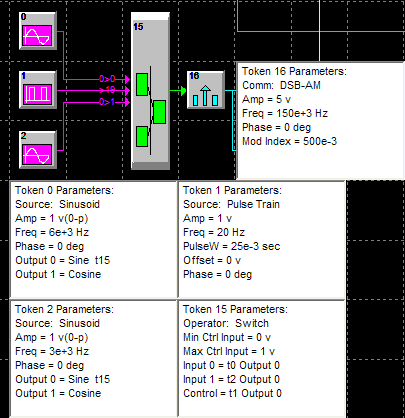 0
15
0>0
1
>10
16
0>1
2
Token 16 Parameters:
Comm: DSB-AM
Amp = 5 v
Freq = 150e+3 Hz
Phase = 0 deg
Mod Index = 500e-3
Token 0 Parameters:
Source: Sinusoid
Amp = 1 v(0-p)
Freq = 6e+3 Hz
Phase = 0 deg
Output 0 = Sine t15
Output 1 = Cosine
Token 1 Parameters:
Source: Pulse Train
Amp = 1 v
Freq = 20 Hz
PulseW = 25e-3 sec
Offset = 0 v
Phase = 0 deg
Token 2 Parameters:
Source: Sinusoid
Amp = 1 v(0-p)
Freq = 3e+3 Hz
Phase = 0 deg
Output 0 = Sine t15
Output 1 = Cosine
Token 15 Parameters:
Operator: Switch
Min Ctrl Input = 0 v
Max Ctrl Input = 1 v
Input 0 = t0 Output 0
Input 1 = t2 Output 0
Control = t1 Output 0